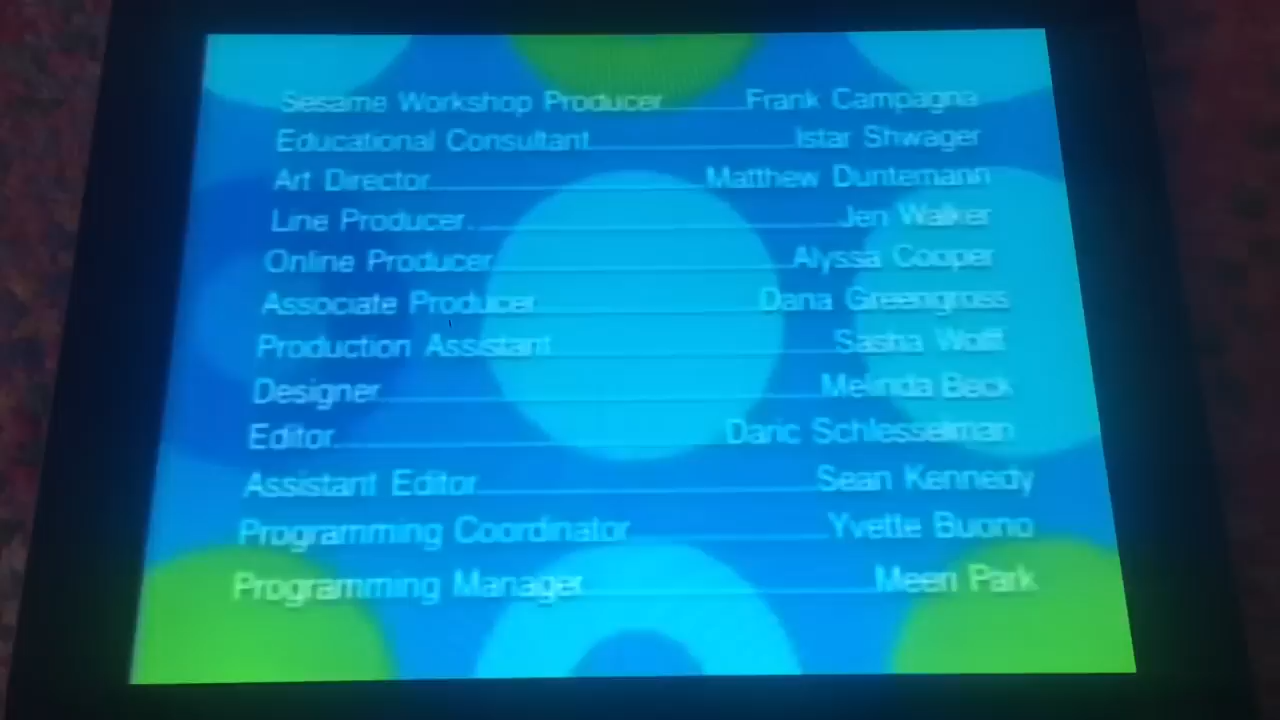 Sesame Workshop Producer Frank Campagna
Educational Consultant Istar Shwager
Art Director Matthew Duntemann
Line Producer Jen Walker
Online Producer Alyssa Cooper
Associate Producer Dana Greengross
Production Assistant Sasha Wolff
Designer Melinda Beck
Editor Daric Schlesselman
Assistant Editor Sean Kennedy
Programming Coordinator Yvette Buono
Programming Manager Meen Park